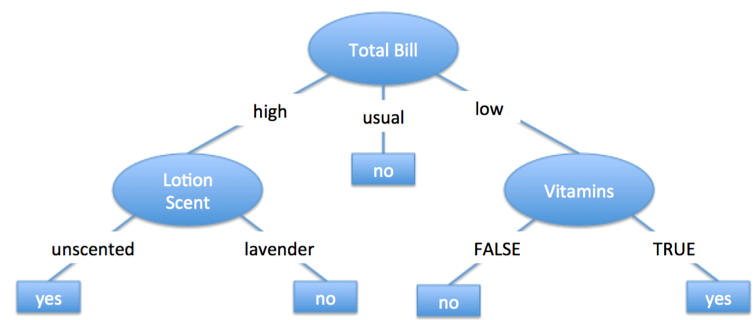 Total Bill
high
usual
low
no
Lotion
Scent
Vitamins
unscented
lavender
FALSE
TRUE
yes
no
no
yes